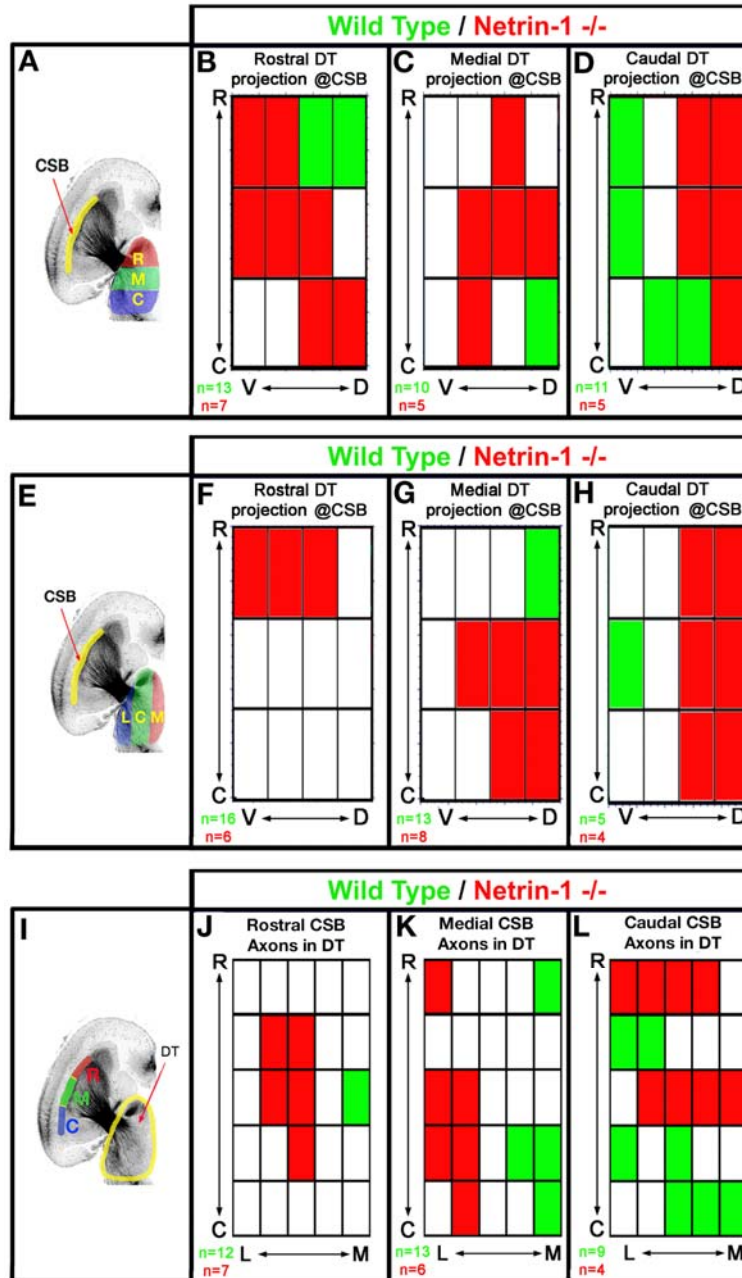 Wild Type / Netrin-1 -/-
A
CSB
R
M
C
B
Rostral DT
projection @CSB
R
C
V D
n=13
n=7
C
Medial DT
projection @CSB
n=10
n=5
D
Caudal DT
projection @CSB
R
C
V D
n=11
n=5
Wild Type / Netrin-1 -/-
E
CSB
L C M
F
Rostral DT
projection @CSB
R
C
V D
n=16
n=6
G
Medial DT
projection @CSB
n=13
n=8
H
Caudal DT
projection @CSB
R
C
V D
n=5
n=4
Wild Type / Netrin-1 -/-
I
DT
R
M
C
J
Rostral CSB
Axons in DT
R
C
L M
n=12
n=7
K
Medial CSB
Axons in DT
R
C
L M
n=13
n=6
L
Caudal CSB
Axons in DT
R
C
L M
n=9
n=4